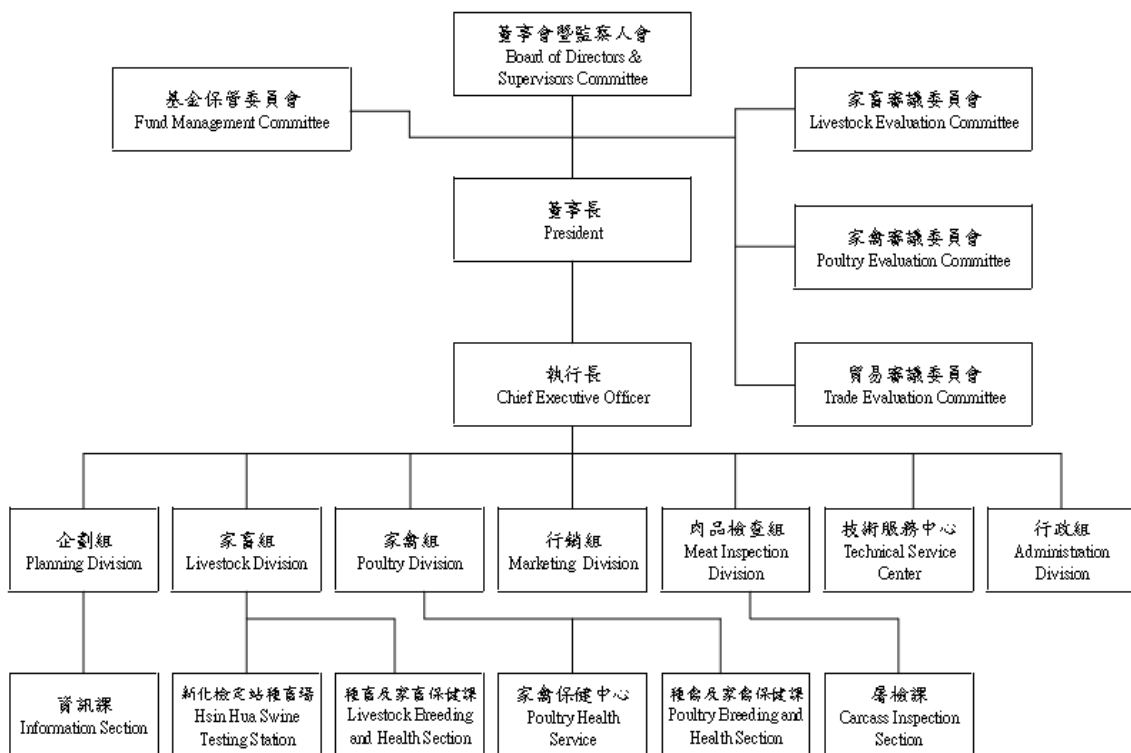 董事會暨監察人會
Board of Directors &
Supervisors Committee
基金保管委員會
Fund Management Committee
家畜審議委員會
Livestock Evaluation Committee
董事長
President
家禽審議委員會
Poultry Evaluation Committee
執行長
Chief Executive Officer
貿易審議委員會
Trade Evaluation Committee
企劃組
Planning Division
家畜組
Livestock Division
家禽組
Poultry Division
行銷組
Marketing Division
肉品檢查組
Meat Inspection
Division
技術服務中心
Technical Service
Center
行政組
Administration
Division
資訊課
Information Section
新化檢定站種畜場
Hsin Hua Swine
Testing Station
種畜及家畜保健課
Livestock Breeding
and Health Section
家禽保健中心
Poultry Health
Service
種禽及家禽保健課
Poultry Breeding and
Health Section
屠檢課
Carcass Inspection
Section